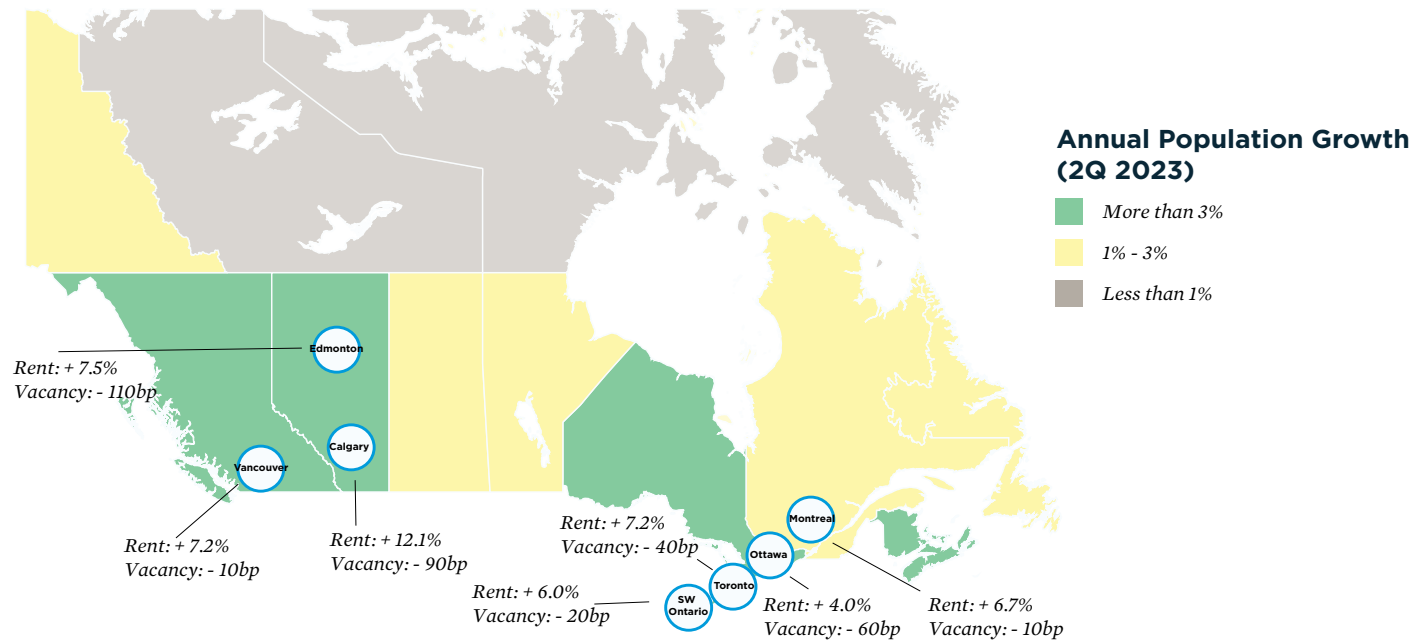 Annual Population Growth
(2Q 2023)
More than 3%
1% - 3%
Less than 1%
Edmonton
Rent: + 7.5%
Vacancy: - 110bp
Calgary
Vancouver
Rent: + 7.2%
Vacancy: - 10bp
Rent: + 12.1%
Vacancy: - 90bp
Montreal
Rent: + 7.2%
Vacancy: - 40bp
Ottawa
Toronto
SW
Ontario
Rent: + 6.0%
Vacancy: - 20bp
Rent: + 4.0%
Vacancy: - 60bp
Rent: + 6.7%
Vacancy: - 10bp